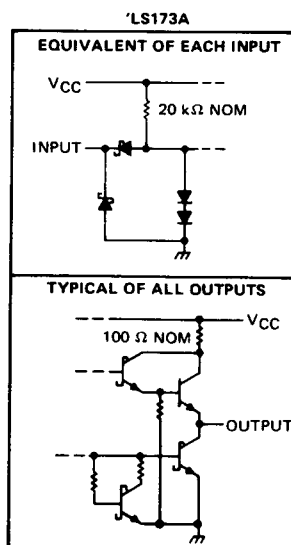 'LS173A
EQUIVALENT OF EACH INPUT
VCC
20 kΩ NOM
INPUT
TYPICAL OF ALL OUTPUTS
VCC
100 Ω NOM
OUTPUT